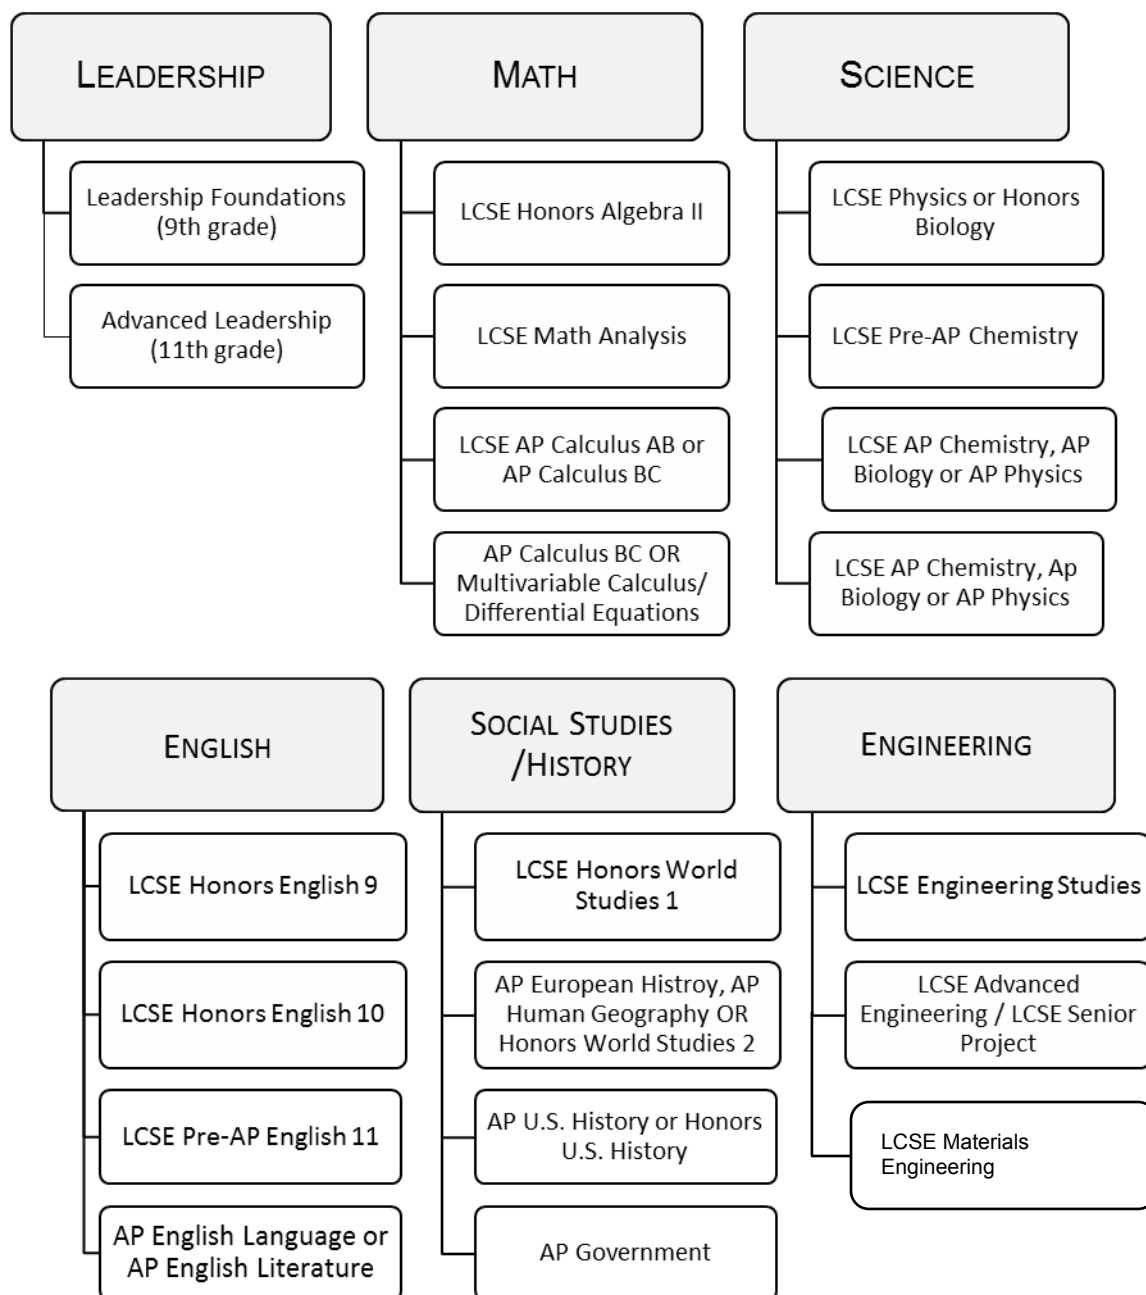 LEADERSHIP
Leadership Foundations
(9th grade)
Advanced Leadership
(11th grade)
MATH
LCSE Honors Algebra II
LCSE Math Analysis
LCSE AP Calculus AB or
AP Calculus BC
AP Calculus BC OR
Multivariable Calculus/
Differential Equations
SCIENCE
LCSE Physics or Honors
Biology
LCSE Pre-AP Chemistry
LCSE AP Chemistry, AP
Biology or AP Physics
LCSE AP Chemistry, Ap
Biology or AP Physics
ENGLISH
LCSE Honors English 9
LCSE Honors English 10
LCSE Pre-AP English 11
AP English Language or
AP English Literature
SOCIAL STUDIES
/HISTORY
LCSE Honors World
Studies 1
AP European Histroy, AP
Human Geography OR
Honors World Studies 2
AP U.S. History or Honors
U.S. History
AP Government
ENGINEERING
LCSE Engineering Studies
LCSE Advanced
Engineering / LCSE Senior
Project
LCSE Materials
Engineering